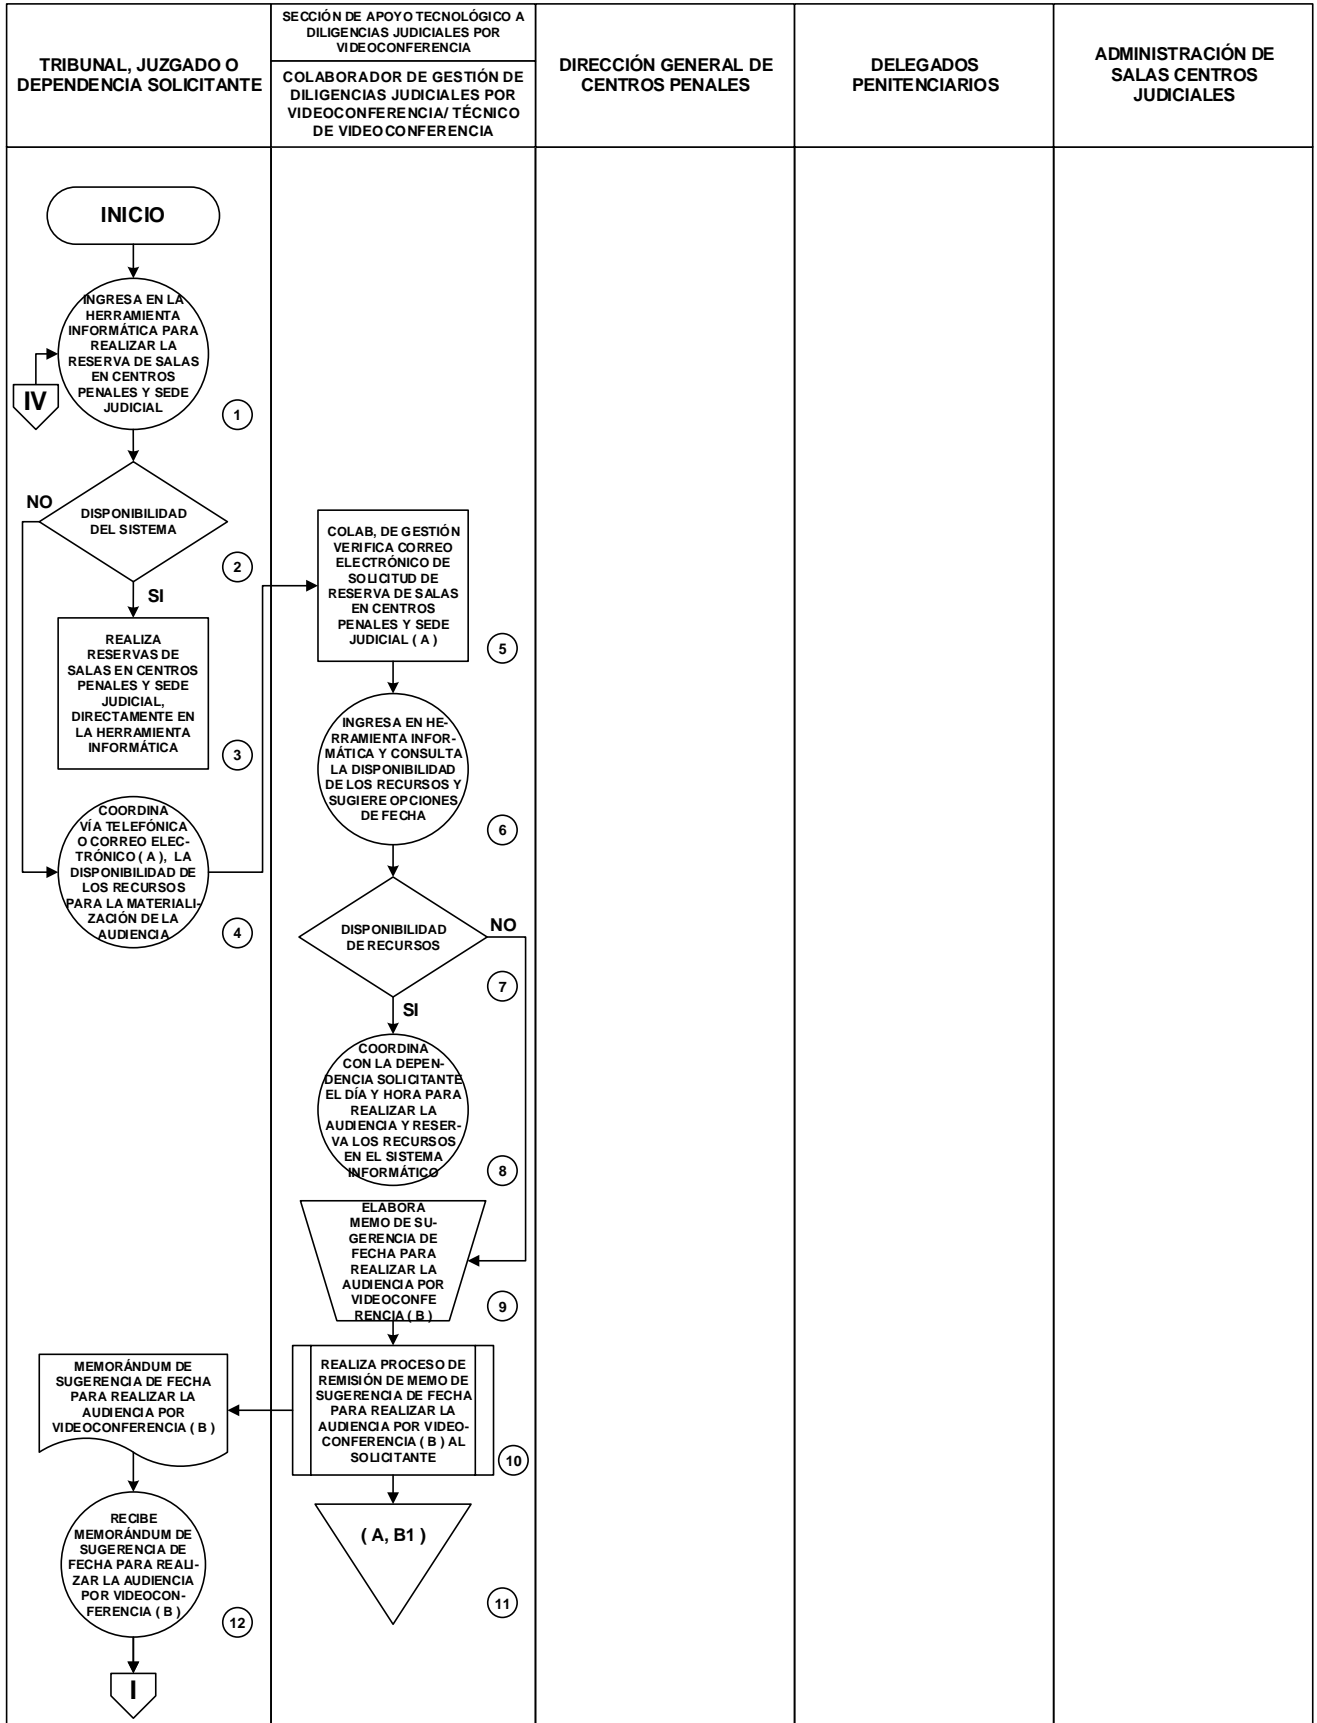 TRIBUNAL, JUZGADO O
DEPENDENCIA SOLICITANTE
SECCIÓN DE APOYO TECNOLÓGICO A
DILIGENCIAS JUDICIALES POR
VIDEOCONFERENCIA
COLABORADOR DE GESTIÓN DE
DILIGENCIAS JUDICIALES POR
VIDEOCONFERENCIA/ TÉCNICO
DE VIDEOCONFERENCIA
DIRECCIÓN GENERAL DE
CENTROS PENALES
DELEGADOS
PENITENCIARIOS
ADMINISTRACIÓN DE
SALAS CENTROS
JUDICIALES
INICIO
INGRESA EN LA
HERRAMIENTA
INFORMÁTICA PARA
REALIZAR LA
RESERVA DE SALAS
EN CENTROS
PENALES Y SEDE
JUDICIAL
IV
1
DISPONIBILIDAD
DEL SISTEMA
NO
2
SI
REALIZA
RESERVAS DE
SALAS EN CENTROS
PENALES Y SEDE
JUDICIAL,
DIRECTAMENTE EN
LA HERRAMIENTA
INFORMÁTICA
3
COORDINA
VÍA TELEFÓNICA
O CORREO ELEC-
TRÓNICO ( A ), LA
DISPONIBILIDAD DE
LOS RECURSOS
PARA LA MATERIALI-
ZACIÓN DE LA
AUDIENCIA
4
COLAB, DE GESTIÓN
VERIFICA CORREO
ELECTRÓNICO DE
SOLICITUD DE
RESERVA DE SALAS
EN CENTROS
PENALES Y SEDE
JUDICIAL ( A )
5
INGRESA EN HE-
RRAMIENTA INFOR-
MÁTICA Y CONSULTA
LA DISPONIBILIDAD
DE LOS RECURSOS Y
SUGIERE OPCIONES
DE FECHA
6
DISPONIBILIDAD
DE RECURSOS
NO
7
SI
COORDINA
CON LA DEPEN-
DENCIA SOLICITANTE
EL DÍA Y HORA PARA
REALIZAR LA
AUDIENCIA Y RESER-
VA LOS RECURSOS
EN EL SISTEMA
INFORMÁTICO
8
ELABORA
MEMO DE SU-
GERENCIA DE
FECHA PARA
REALIZAR LA
AUDIENCIA POR
VIDEOCONFE
RENCIA ( B )
9
REALIZA PROCESO DE
REMISIÓN DE MEMO DE
SUGERENCIA DE FECHA
PARA REALIZAR LA
AUDIENCIA POR VIDEO-
CONFERENCIA ( B ) AL
SOLICITANTE
10
( A, B1 )
11
MEMORÁNDUM DE
SUGERENCIA DE FECHA
PARA REALIZAR LA
AUDIENCIA POR
VIDEOCONFERENCIA ( B )
RECIBE
MEMORÁNDUM DE
SUGERENCIA DE
FECHA PARA REALI-
ZAR LA AUDIENCIA
POR VIDEOCON-
FERENCIA ( B )
12
I